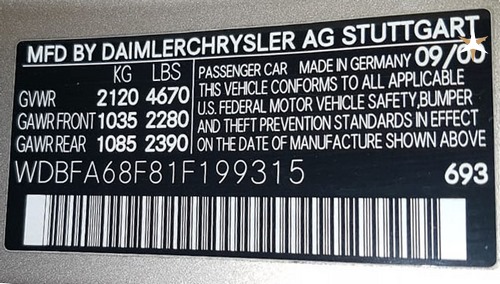 MFD BY DAIMLERCHRYSLER AG STUTTGART
KG LBS
GVWR 2120 4670
GAWR FRONT 1035 2280
GAWR REAR 1085 2390
PASSENGER CAR MADE IN GERMANY 09/00
THIS VEHICLE CONFORMS TO ALL APPLICABLE
U.S. FEDERAL MOTOR VEHICLE SAFETY, BUMPER
AND THEFT PREVENTION STANDARDS IN EFFECT
ON THE DATE OF MANUFACTURE SHOWN ABOVE
WDBFA68F81F199315 693